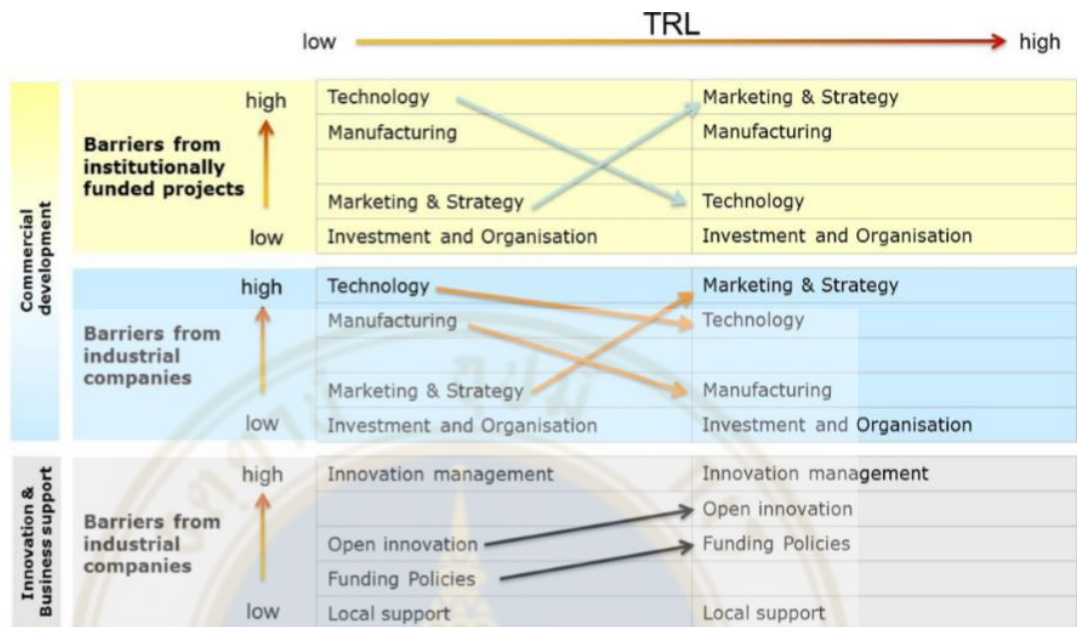 TRL
low high
Commercial
development
Barriers from
institutionally
funded projects
high
low
Technology Marketing & Strategy
Manufacturing Manufacturing
Marketing & Strategy Technology
Investment and Organisation Investment and Organisation
Barriers from
industrial
companies
high
low
Technology Marketing & Strategy
Manufacturing Technology
Marketing & Strategy Manufacturing
Investment and Organisation Investment and Organisation
Innovation &
Business support
Barriers from
industrial
companies
high
low
Innovation management Innovation management
Open innovation
Open innovation Funding Policies
Funding Policies
Local support Local support